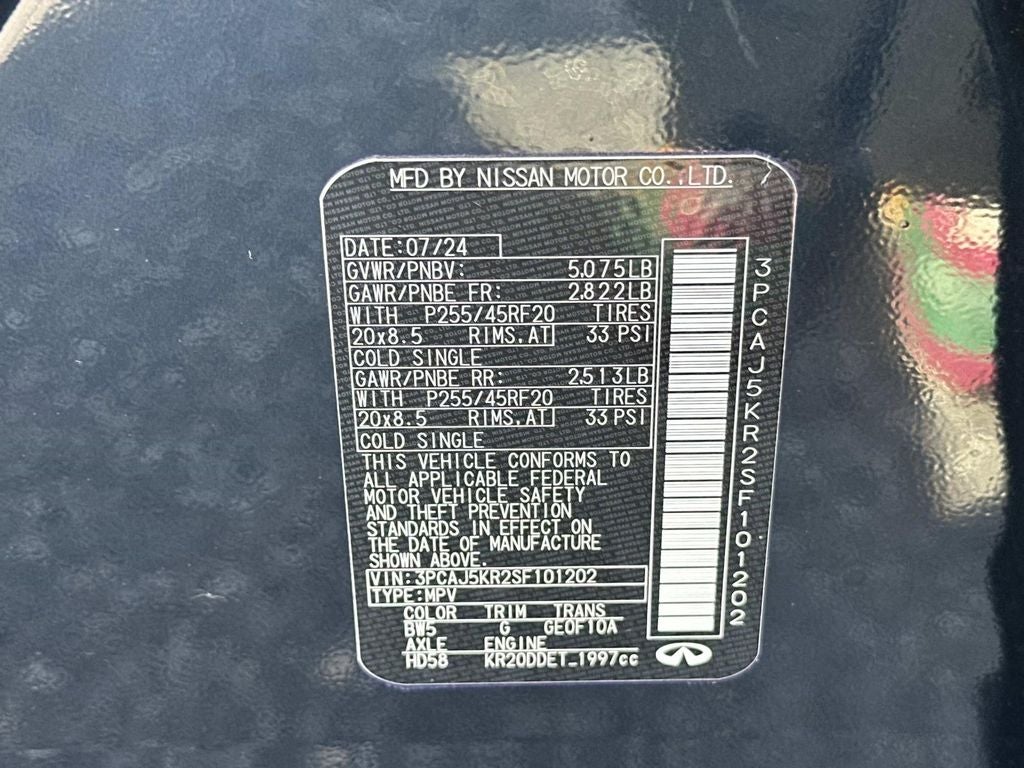 MFD BY NISSAN MOTOR CO.,LTD.
DATE:07/24
GVWR/PNBV: 5.075LB
GAWR/PNBE FR: 2.822LB
WITH P255/45RF20 TIRES
20x8.5 RIMS,AT 33 PSI
COLD SINGLE
GAWR/PNBE RR: 2.513LB
WITH P255/45RF20 TIRES
20x8.5 RIMS,AT 33 PSI
COLD SINGLE
THIS VEHICLE CONFORMS TO
ALL APPLICABLE FEDERAL
MOTOR VEHICLE SAFETY
AND THEFT PREVENTION
STANDARDS IN EFFECT ON
THE DATE OF MANUFACTURE
SHOWN ABOVE.
VIN:3PCAJ5KR2SF101202
TYPE:MPV
COLOR TRIM TRANS
BW5 G GEOF10A
AXLE ENGINE
HD58 KR20DDET-1997cc
3PCAJ5KR2SF101202